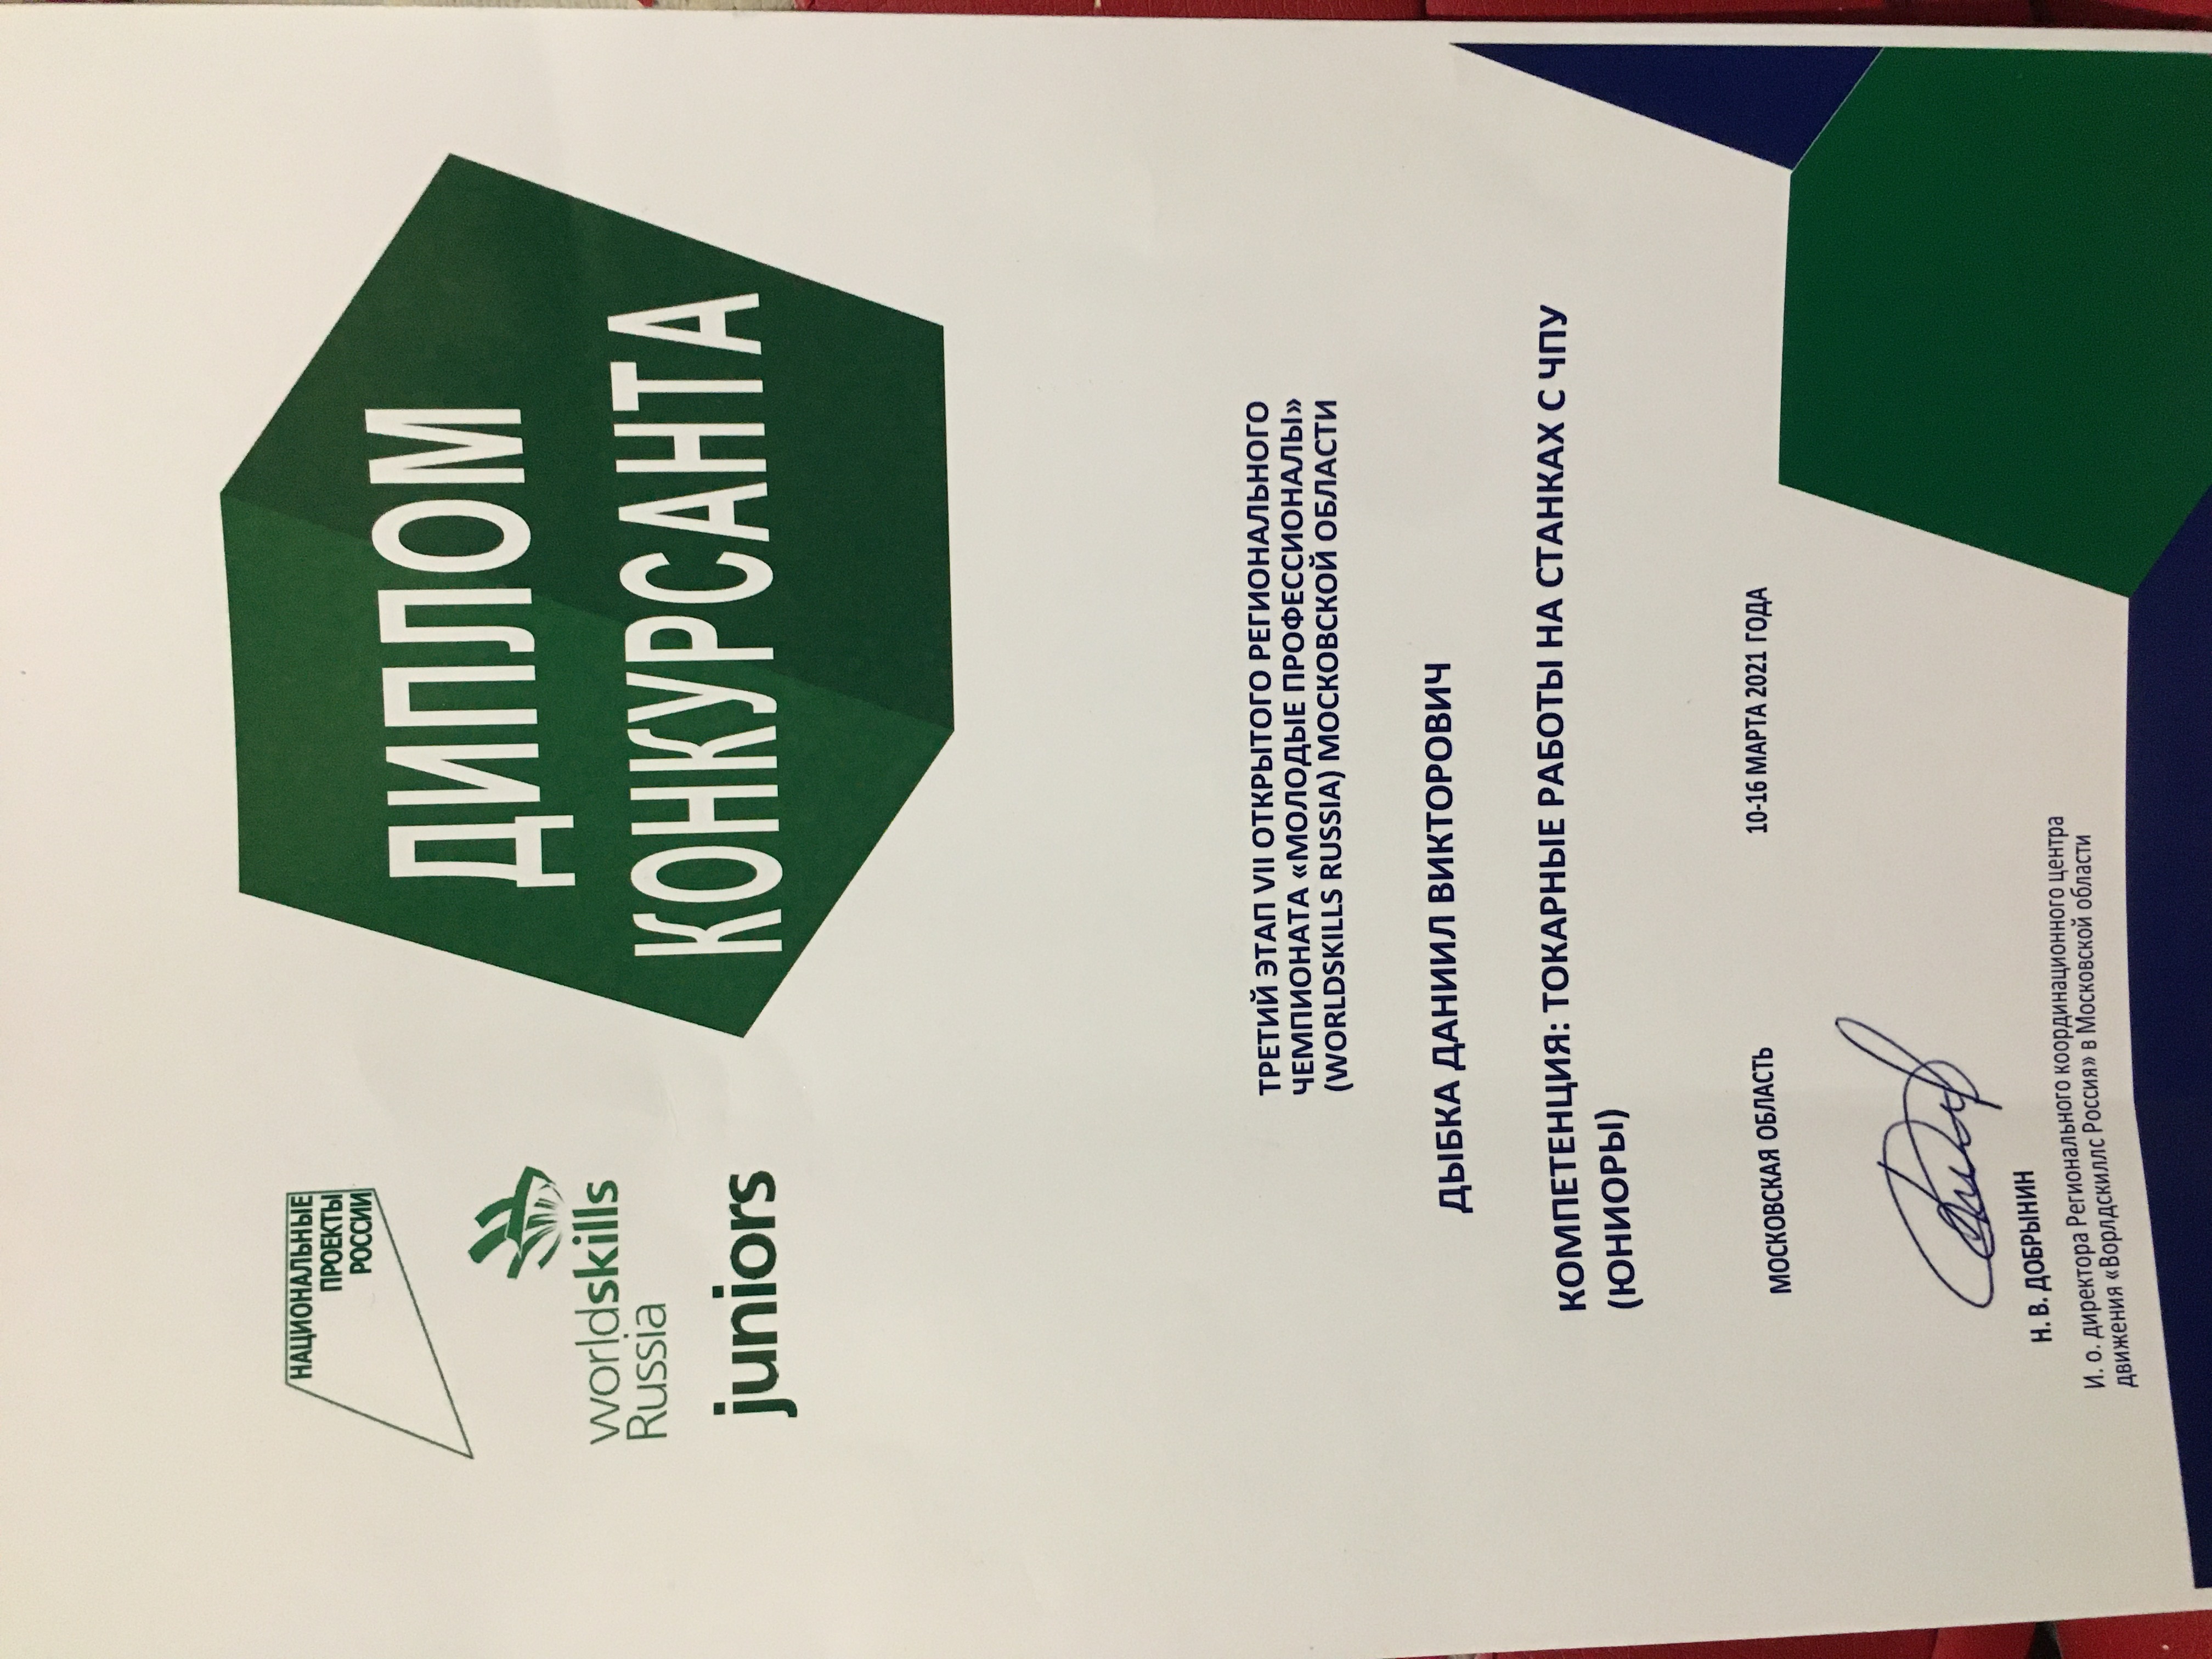 НАЦИОНАЛЬНЫЕ
ПРОЕКТЫ
РОССИИ
worldskills
Russia
juniors
ДИПЛОМ
КОНКУРСАНТА
ТРЕТИЙ ЭТАП VII ОТКРЫТОГО РЕГИОНАЛЬНОГО
ЧЕМПИОНАТА «МОЛОДЫЕ ПРОФЕССИОНАЛЫ»
(WORLDSKILLS RUSSIA) МОСКОВСКОЙ ОБЛАСТИ
ДЫБКА ДАНИИЛ ВИКТОРОВИЧ
КОМПЕТЕНЦИЯ: ТОКАРНЫЕ РАБОТЫ НА СТАНКАХ С ЧПУ
(ЮНИОРЫ)
МОСКОВСКАЯ ОБЛАСТЬ 10-16 МАРТА 2021 ГОДА
Н. В. ДОБРЫНИН
И. о. директора Регионального координационного центра
движения «Ворлдскиллс Россия» в Московской области